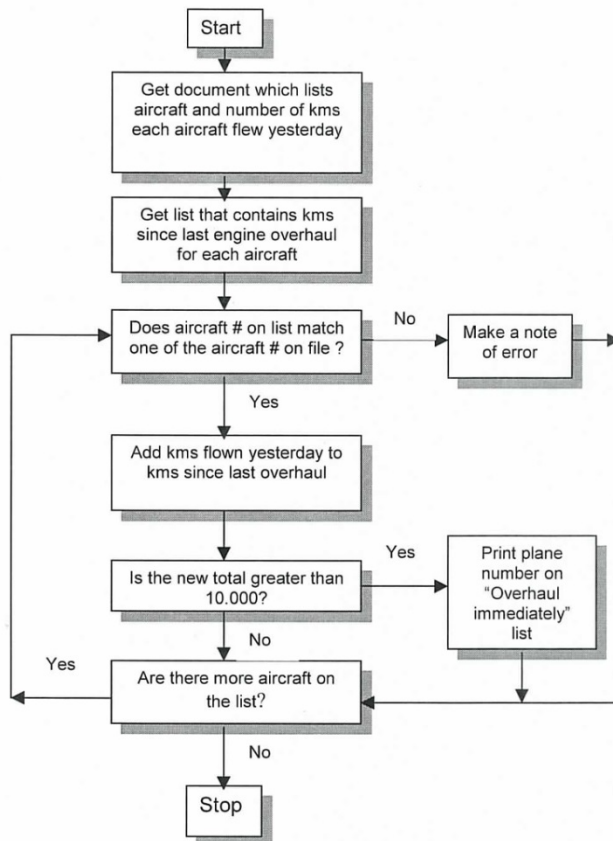 Start
Get document which lists
aircraft and number of kms
each aircraft flew yesterday
Get list that contains kms
since last engine overhaul
for each aircraft
Does aircraft # on list match
one of the aircraft # on file ?
No
Make a note
of error
Yes
Add kms flown yesterday to
kms since last overhaul
Is the new total greater than
10.000?
Yes
Print plane
number on
“Overhaul
immediately”
list
No
Yes
Are there more aircraft on
the list?
No
Stop